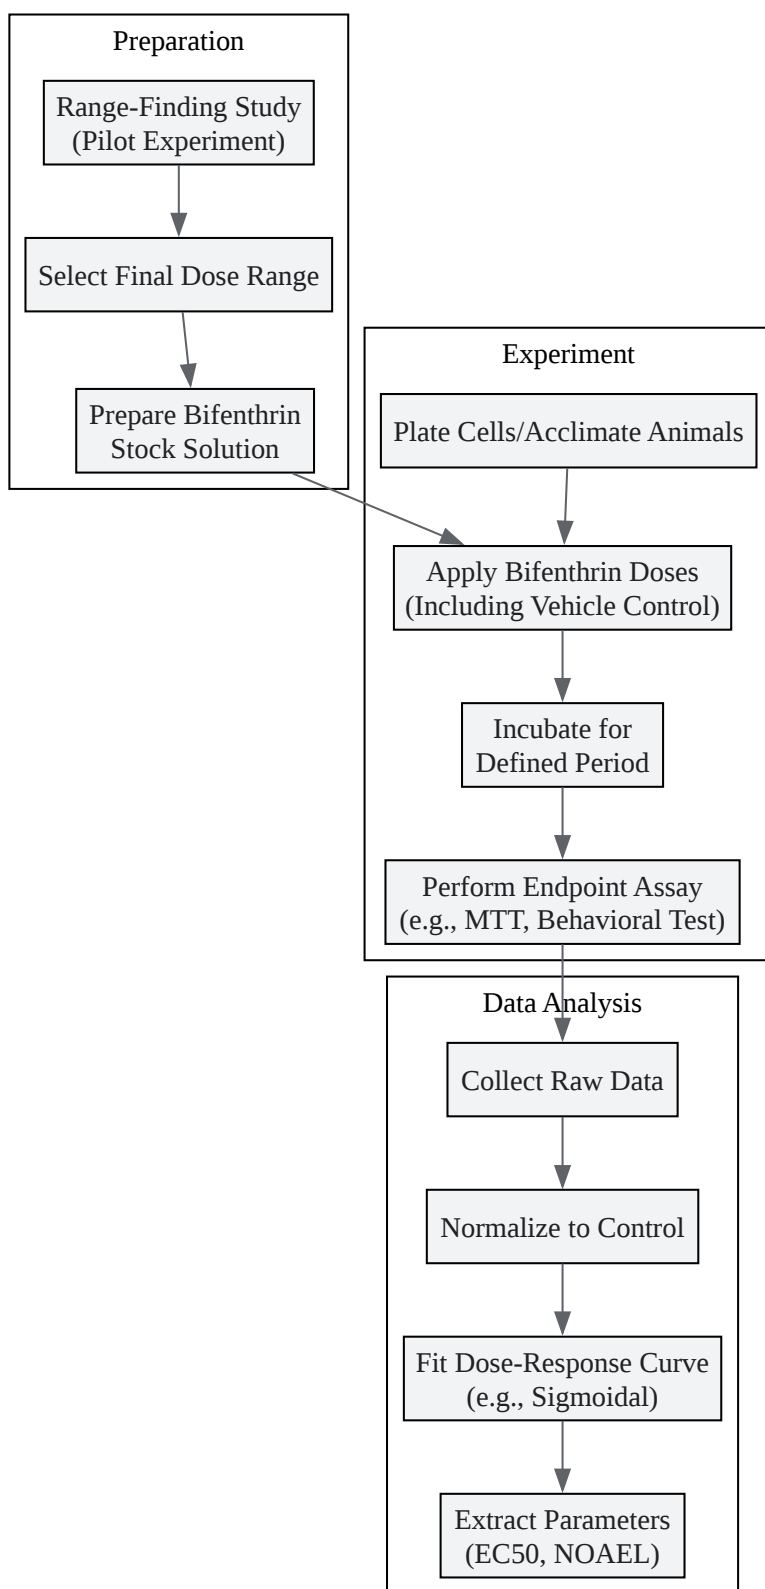 Preparation
Range-Finding Study
(Pilot Experiment)
Select Final Dose Range
Prepare Bifenthrin
Stock Solution
Experiment
Plate Cells/Acclimate Animals
Apply Bifenthrin Doses
(Including Vehicle Control)
Incubate for
Defined Period
Perform Endpoint Assay
(e.g., MTT, Behavioral Test)
Data Analysis
Collect Raw Data
Normalize to Control
Fit Dose-Response Curve
(e.g., Sigmoidal)
Extract Parameters
(EC50, NOAEL)